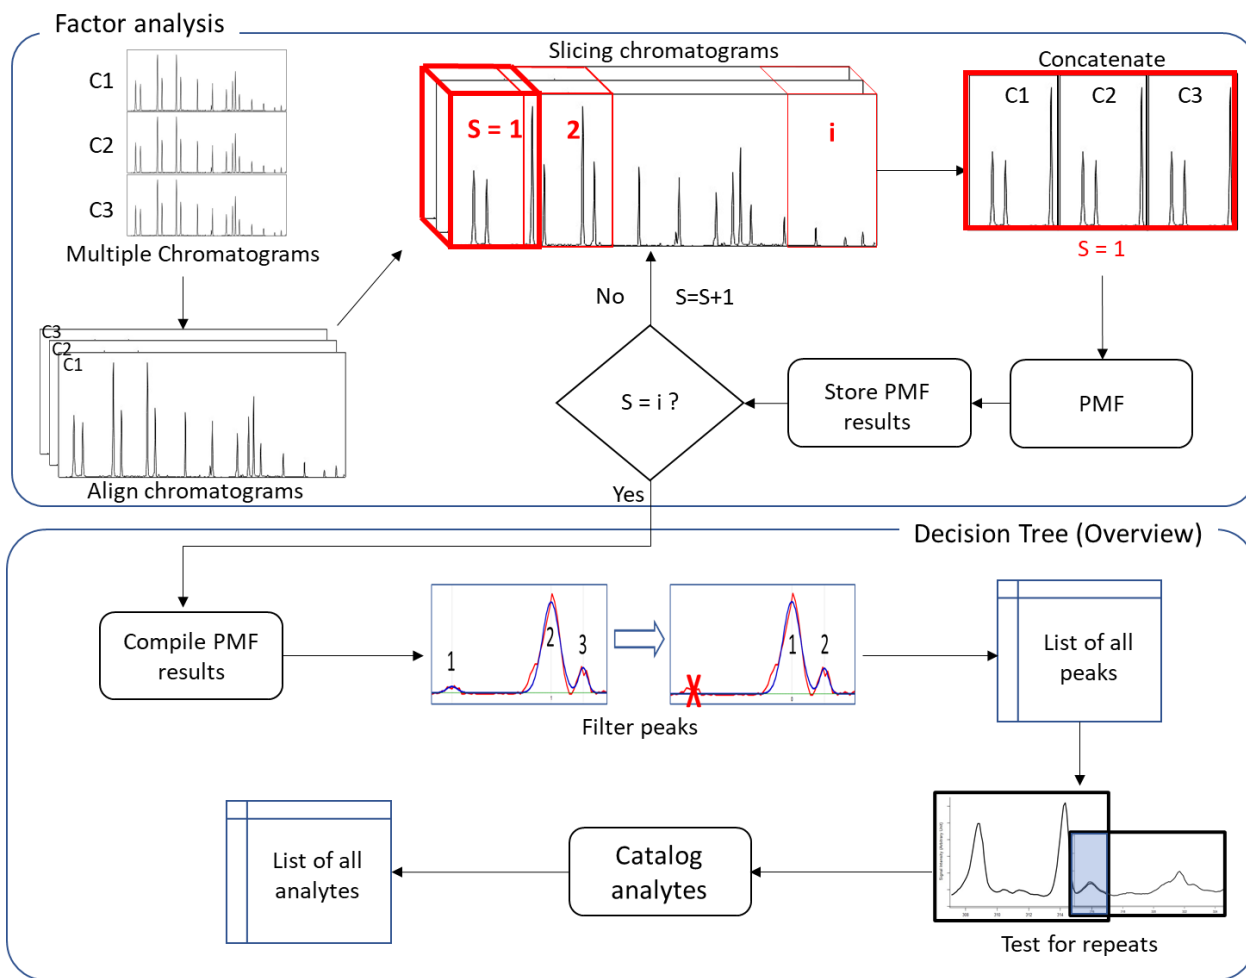 Factor analysis
C1
C2
C3
Multiple Chromatograms
C3
C2
C1
Align chromatograms
Slicing chromatograms
S = 1
2
i
Concatenate
C1
C2
C3
S = 1
PMF
Store PMF
results
S = i ?
No
S=S+1
Yes
Decision Tree (Overview)
Compile PMF
results
1
2
3
1
2
Filter peaks
List of all
peaks
Test for repeats
Catalog
analytes
List of all
analytes